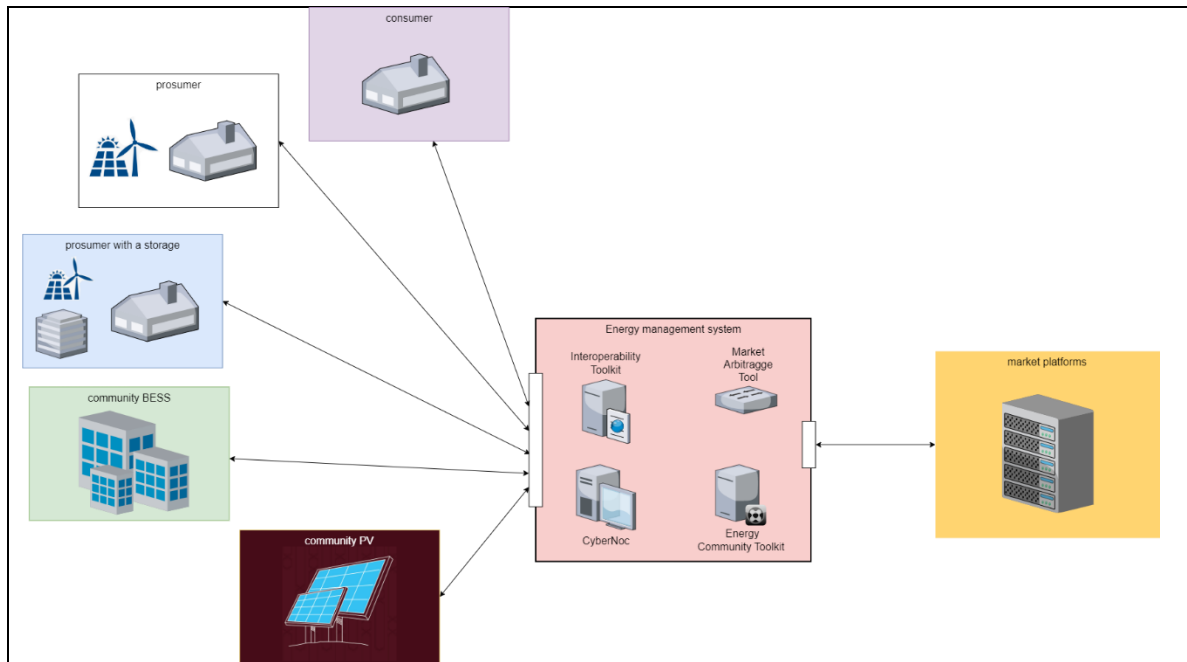 consumer
prosumer
prosumer with a storage
community BESS
community PV
Energy management system
Interoperability
Toolkit
Market
Arbitragge
Tool
CyberNoc
Energy
Community Toolkit
market platforms